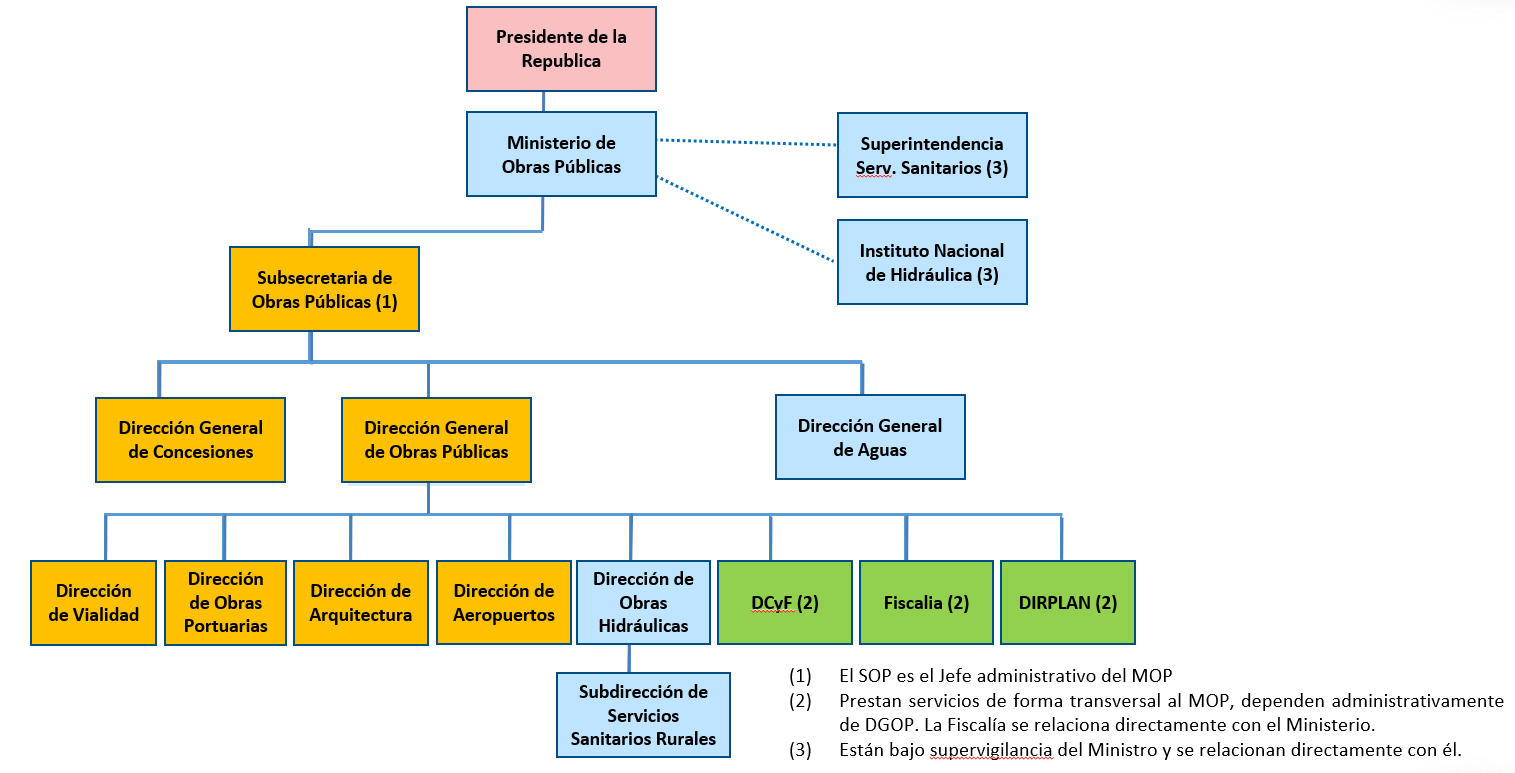 Presidente de la
Republica
Ministerio de
Obras Públicas
Superintendencia
Serv. Sanitarios (3)
Instituto Nacional
de Hidráulica (3)
Subsecretaria de
Obras Públicas (1)
Dirección General
de Concesiones
Dirección General
de Obras Públicas
Dirección General
de Aguas
Dirección
de Vialidad
Dirección
de Obras
Portuarias
Dirección de
Arquitectura
Dirección de
Aeropuertos
Dirección de
Obras
Hidráulicas
DCyF (2)
Fiscalia (2)
DIRPLAN (2)
Subdirección de
Servicios
Sanitarios Rurales
(1) El SOP es el Jefe administrativo del MOP
(2) Prestan servicios de forma transversal al MOP, dependen administrativamente
de DGOP. La Fiscalía se relaciona directamente con el Ministerio.
(3) Están bajo supervigilancia del Ministro y se relacionan directamente con él.